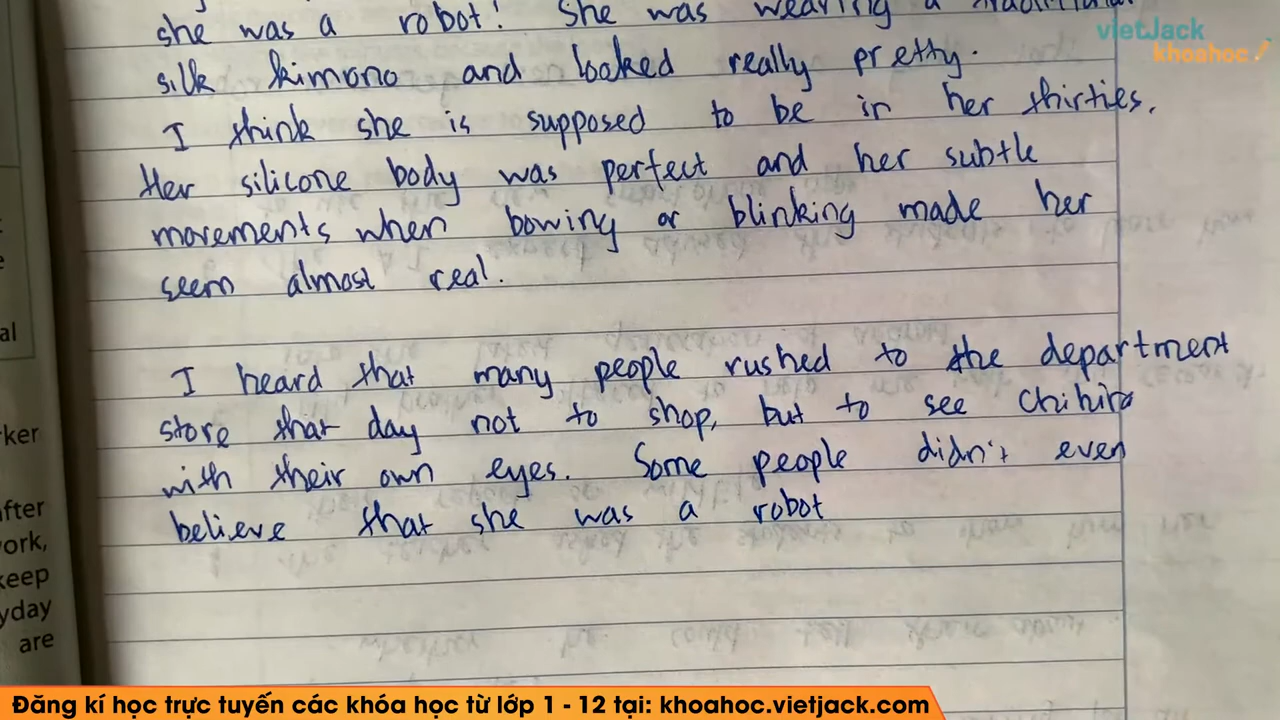 she was a robot! She was wearing a traditional
silk kimono and looked really pretty.
I think she is supposed to be in her thirties.
Her silicone body was perfect and her subtle
movements when bowing or blinking made her
seem almost real.
I heard that many people rushed to the department
store that day not to shop, but to see Chihira
with their own eyes. Some people didn't even
believe that she was a robot
al
ker
after
ork,
keep
yday
are
vietJack
khoahoc
Đăng kí học trực tuyến các khóa học từ lớp 1 - 12 tại: khoahoc.vietjack.com